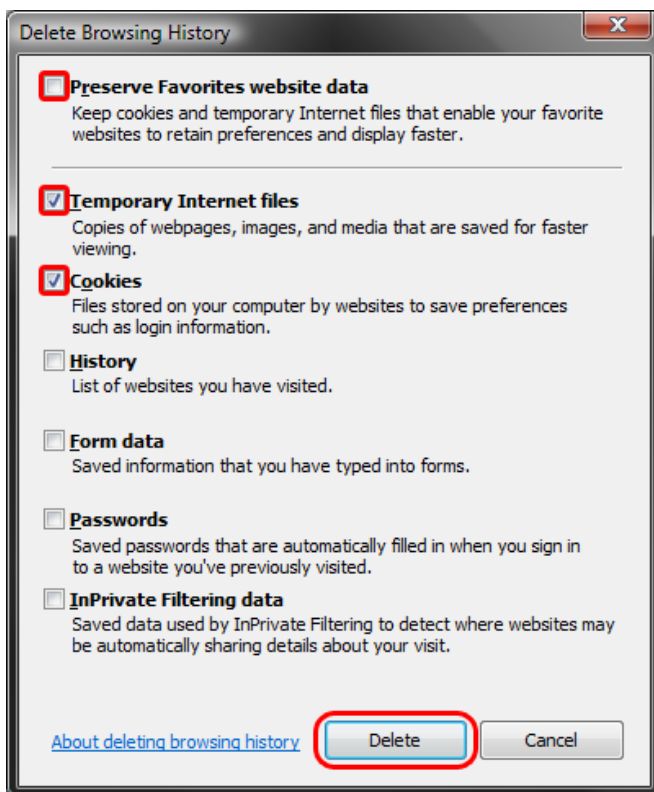 Delete Browsing History
Preserve Favorites website data
Keep cookies and temporary Internet files that enable your favorite
websites to retain preferences and display faster.
Temporary Internet files
Copies of webpages, images, and media that are saved for faster
viewing.
Cookies
Files stored on your computer by websites to save preferences
such as login information.
History
List of websites you have visited.
Form data
Saved information that you have typed into forms.
Passwords
Saved passwords that are automatically filled in when you sign in
to a website you've previously visited.
InPrivate Filtering data
Saved data used by InPrivate Filtering to detect where websites may
be automatically sharing details about your visit.
About deleting browsing history Delete Cancel